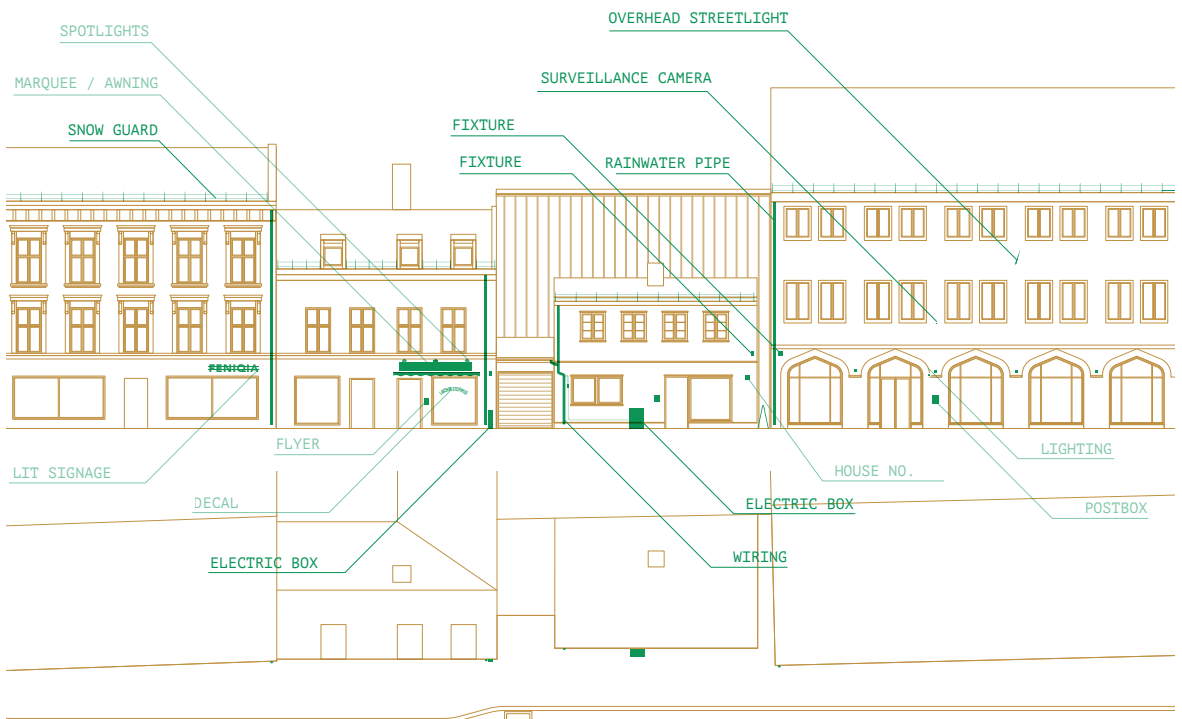 OVERHEAD STREETLIGHT
SPOTLIGHTS
SURVEILLANCE CAMERA
MARQUEE / AWNING
FIXTURE
SNOW GUARD
FIXTURE
RAINWATER PIPE
FENIQIA
FLYER
LIGHTING
HOUSE NO.
LIT SIGNAGE
DECAL
ELECTRIC BOX
POSTBOX
WIRING
ELECTRIC BOX